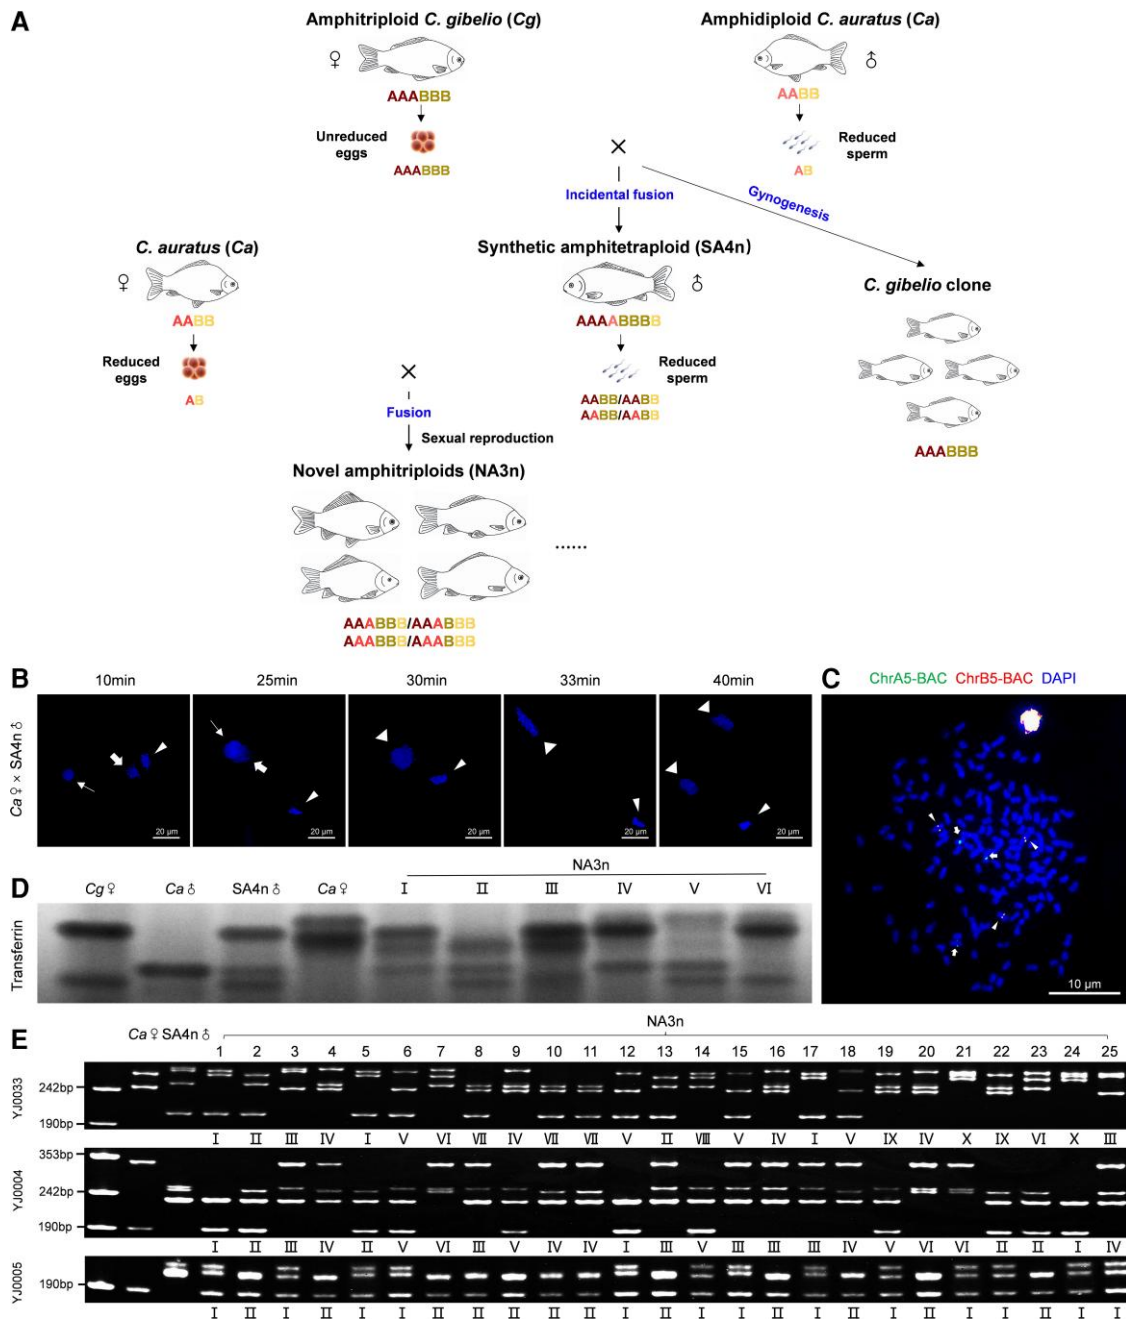 A
Amphitriploid C. gibelio (Cg)
Amphidiploid C. auratus (Ca)
♀
♂
AAABBB
AABB
Unreduced
eggs
Reduced
sperm
AAABBB
×
AB
Incidental fusion
Gynogenesis
C. auratus (Ca)
Synthetic amphitetraploid (SA4n)
♀
♂
C. gibelio clone
AABB
AAAABBBB
Reduced
eggs
Reduced
sperm
×
AB
AABB/AABB
AABB/AABB
Fusion
Sexual reproduction
AAABBB
Novel amphitriploids (NA3n)
......
AAABBB/AAABBB
AAABBB/AAABBB
B
10min 25min 30min 33min 40min
Ca♀ × SA4n♂
20 μm 20 μm 20 μm 20 μm 20 μm
C
ChrA5-BAC ChrB5-BAC DAPI
10 μm
D
NA3n
Cg♀ Ca♂ SA4n♂ Ca♀ I II III IV V VI
Transferrin
E
NA3n
Ca♀ SA4n♂ 1 2 3 4 5 6 7 8 9 10 11 12 13 14 15 16 17 18 19 20 21 22 23 24 25
YJ0033
242bp
190bp
I II III IV I V VI VII IV VII VII V II VIII V IV I V IX IV X IX VI X III
YJ0004
353bp
242bp
190bp
I II III IV II V VI III V IV IV I III V III III III IV V VI VI II II I IV
YJ0005
190bp
I II I II I I II II II II II I II I I II I II I II I I II I I